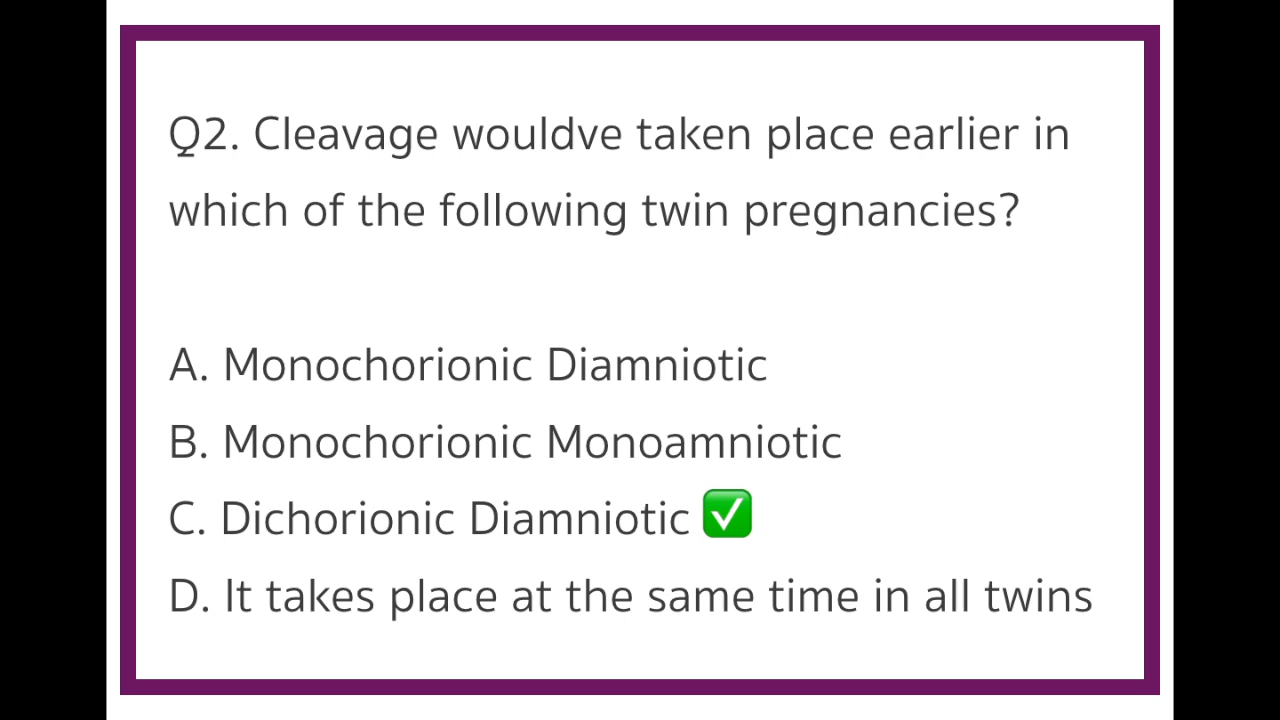 Q2. Cleavage wouldve taken place earlier in
which of the following twin pregnancies?
A. Monochorionic Diamniotic
B. Monochorionic Monoamniotic
C. Dichorionic Diamniotic ✅
D. It takes place at the same time in all twins